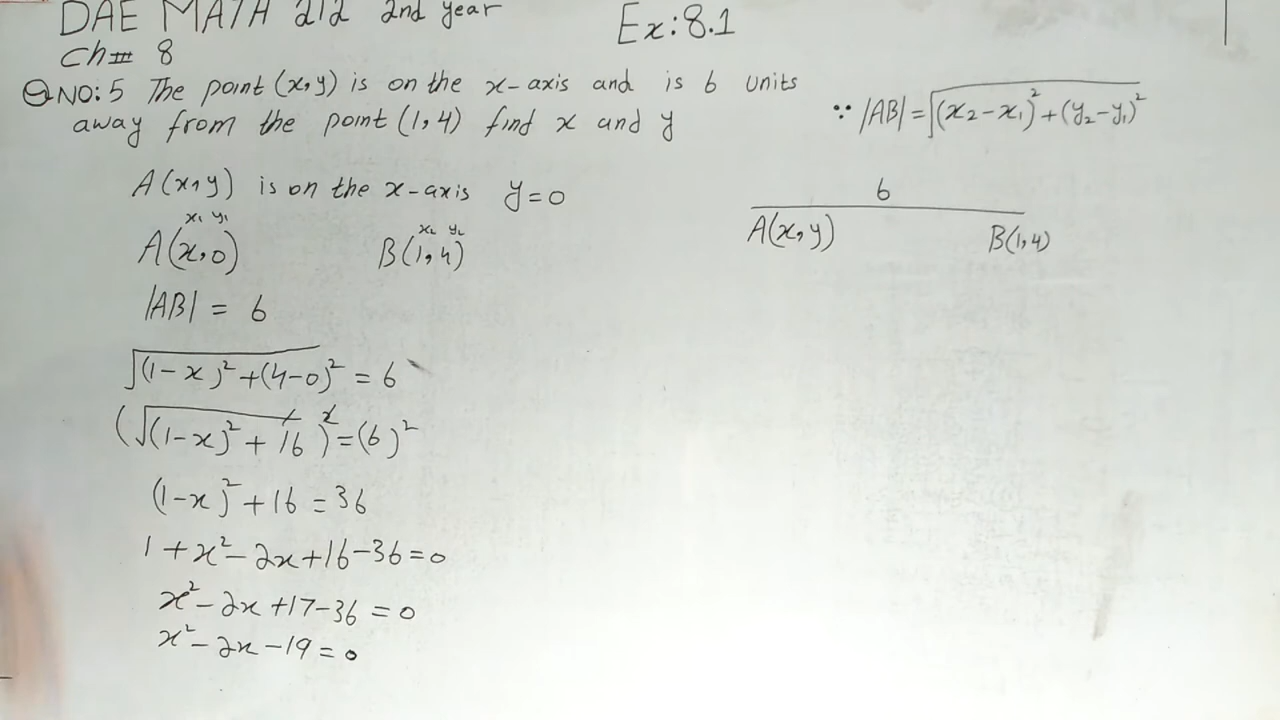 DAE MATH 212 2nd year Ex: 8.1
Ch# 8
Q NO: 5 The point (x,y) is on the x-axis and is 6 units
away from the point (1,4) find x and y
∵ |AB| = √(x₂-x₁)²+(y₂-y₁)²
A(x,y) is on the x-axis y=0
6
A(x,y) B(1,4)
x₁ y₁ x₂ y₂
A(x,0) B(1,4)
|AB| = 6
√(1-x)²+(4-0)² = 6
(√(1-x)²+16)²=(6)²
(1-x)²+16=36
1+x²-2x+16-36=0
x²-2x+17-36=0
x²-2x-19=0